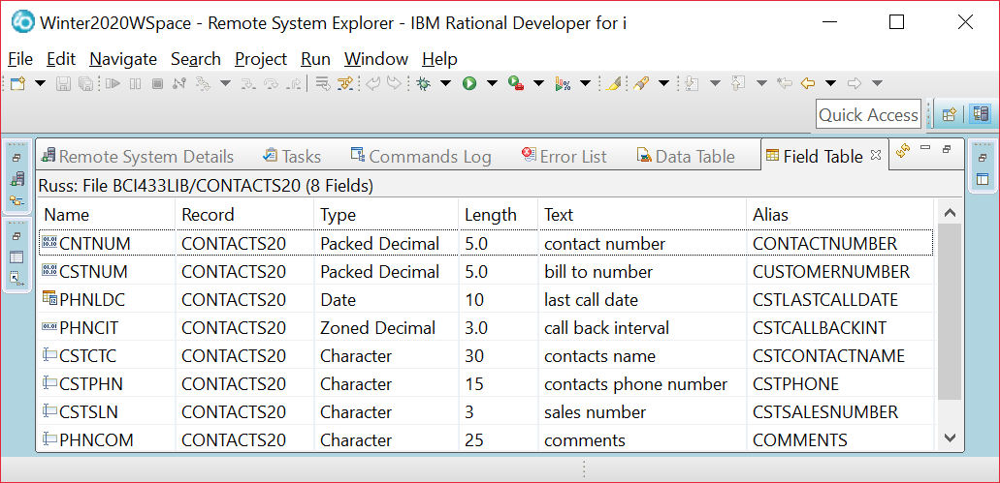 Winter2020WSpace - Remote System Explorer - IBM Rational Developer for i
File Edit Navigate Search Project Run Window Help
Quick Access
Remote System Details Tasks Commands Log Error List Data Table Field Table
Russ: File BCI433LIB/CONTACTS20 (8 Fields)
Name Record Type Length Text Alias
CNTNUM CONTACTS20 Packed Decimal 5.0 contact number CONTACTNUMBER
CSTNUM CONTACTS20 Packed Decimal 5.0 bill to number CUSTOMERNUMBER
PHNLDC CONTACTS20 Date 10 last call date CSTLASTCALLDATE
PHNCIT CONTACTS20 Zoned Decimal 3.0 call back interval CSTCALLBACKINT
CSTCTC CONTACTS20 Character 30 contacts name CSTCONTACTNAME
CSTPHN CONTACTS20 Character 15 contacts phone number CSTPHONE
CSTSLN CONTACTS20 Character 3 sales number CSTSALESNUMBER
PHNCOM CONTACTS20 Character 25 comments COMMENTS